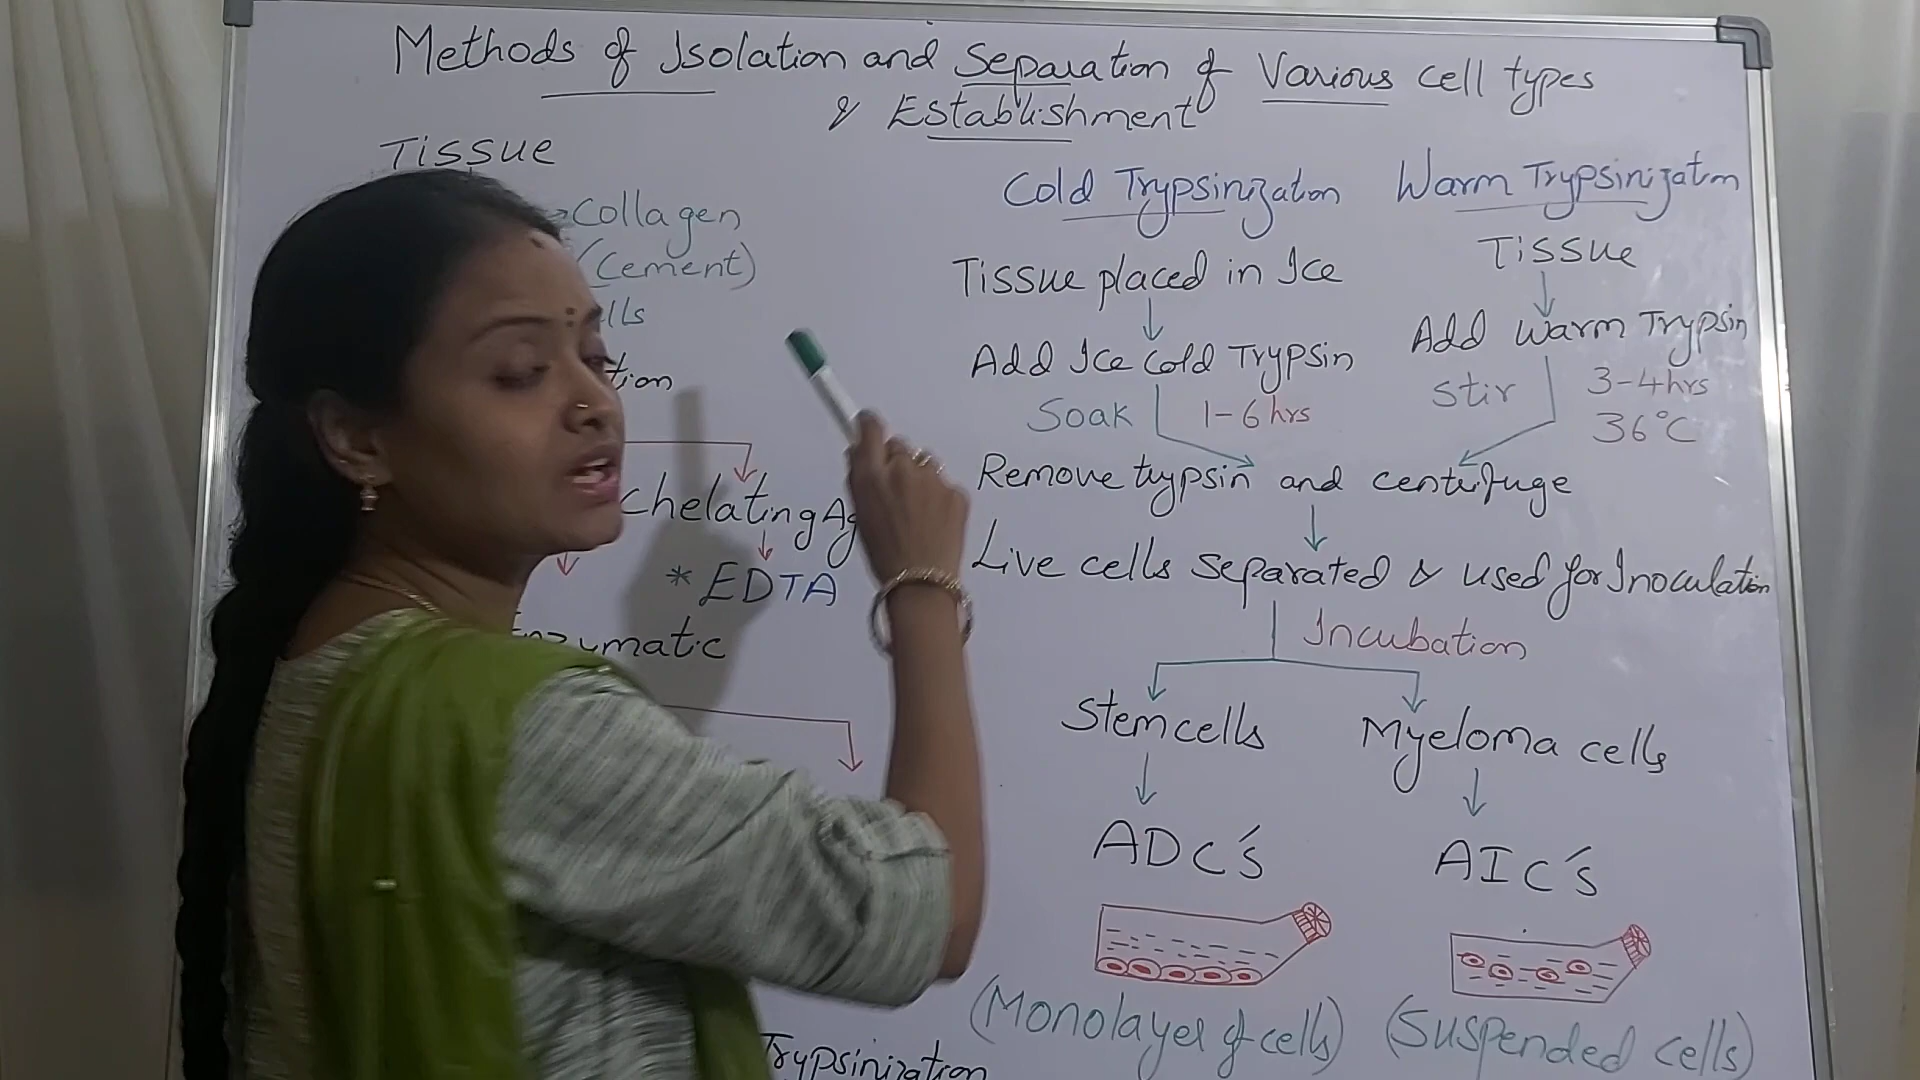 Methods of Isolation and Separation of Various cell types
& Establishment
Tissue
Collagen
(Cement)
Chelating
* EDTA
Cold Trypsinization
Tissue placed in Ice
Add Ice cold Trypsin
Soak 1-6 hrs
Warm Trypsinization
Tissue
Add Warm Trypsin
Stir 3-4hrs
36°C
Remove trypsin and centrifuge
Live cells separated & used for Inoculation
Incubation
Stem cells
ADC's
(Monolayer of cells)
Myeloma cells
AIC's
(Suspended cells)
Trypsinization